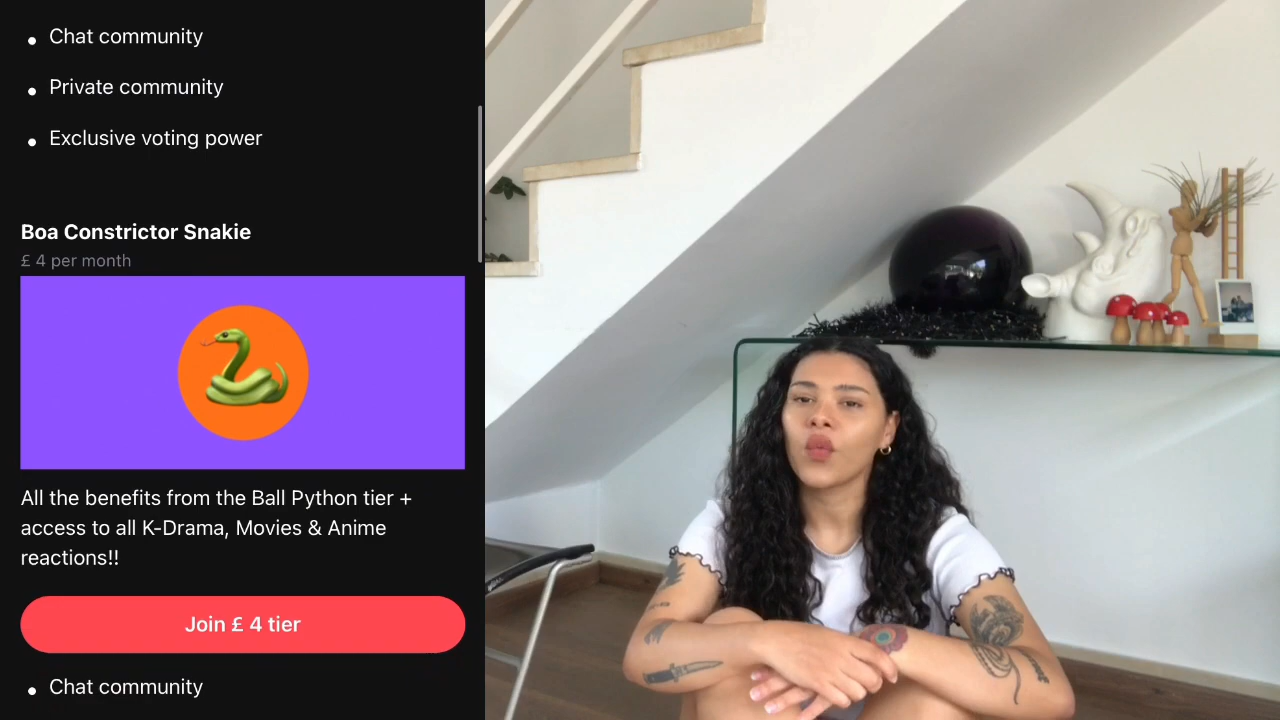 Chat community
Private community
Exclusive voting power
Boa Constrictor Snakie
£ 4 per month
All the benefits from the Ball Python tier +
access to all K-Drama, Movies & Anime
reactions!!
Join £ 4 tier
Chat community